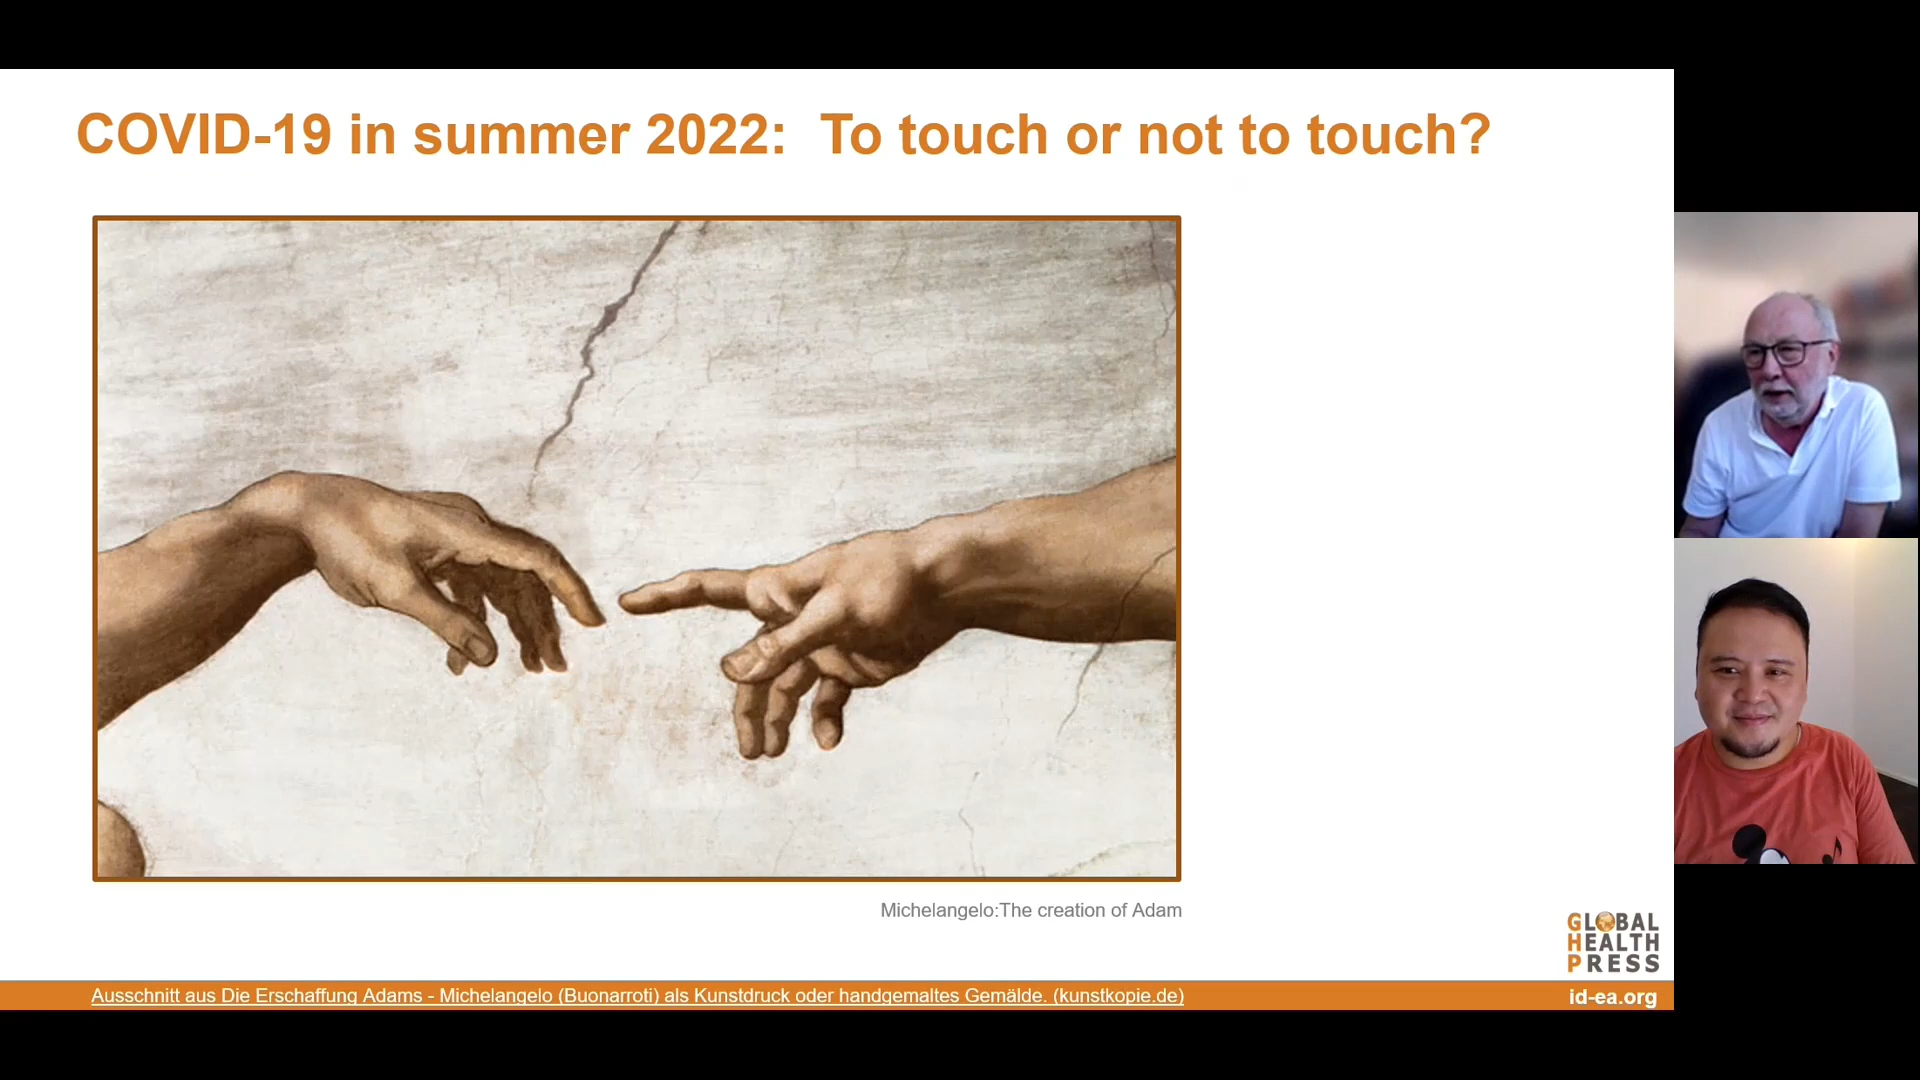 COVID-19 in summer 2022:  To touch or not to touch?
Michelangelo:The creation of Adam
GLOBAL
HEALTH
PRESS
Ausschnitt aus Die Erschaffung Adams - Michelangelo (Buonarroti) als Kunstdruck oder handgemaltes Gemälde. (kunstkopie.de)
id-ea.org